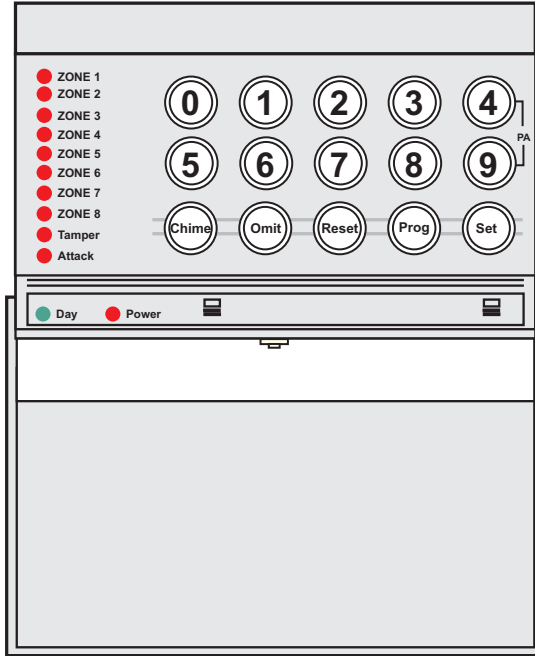 ZONE 1
ZONE 2
ZONE 3
ZONE 4
ZONE 5
ZONE 6
ZONE 7
ZONE 8
Tamper
Attack
0 1 2 3 4
PA
5 6 7 8 9
Chime Omit Reset Prog Set
Day Power